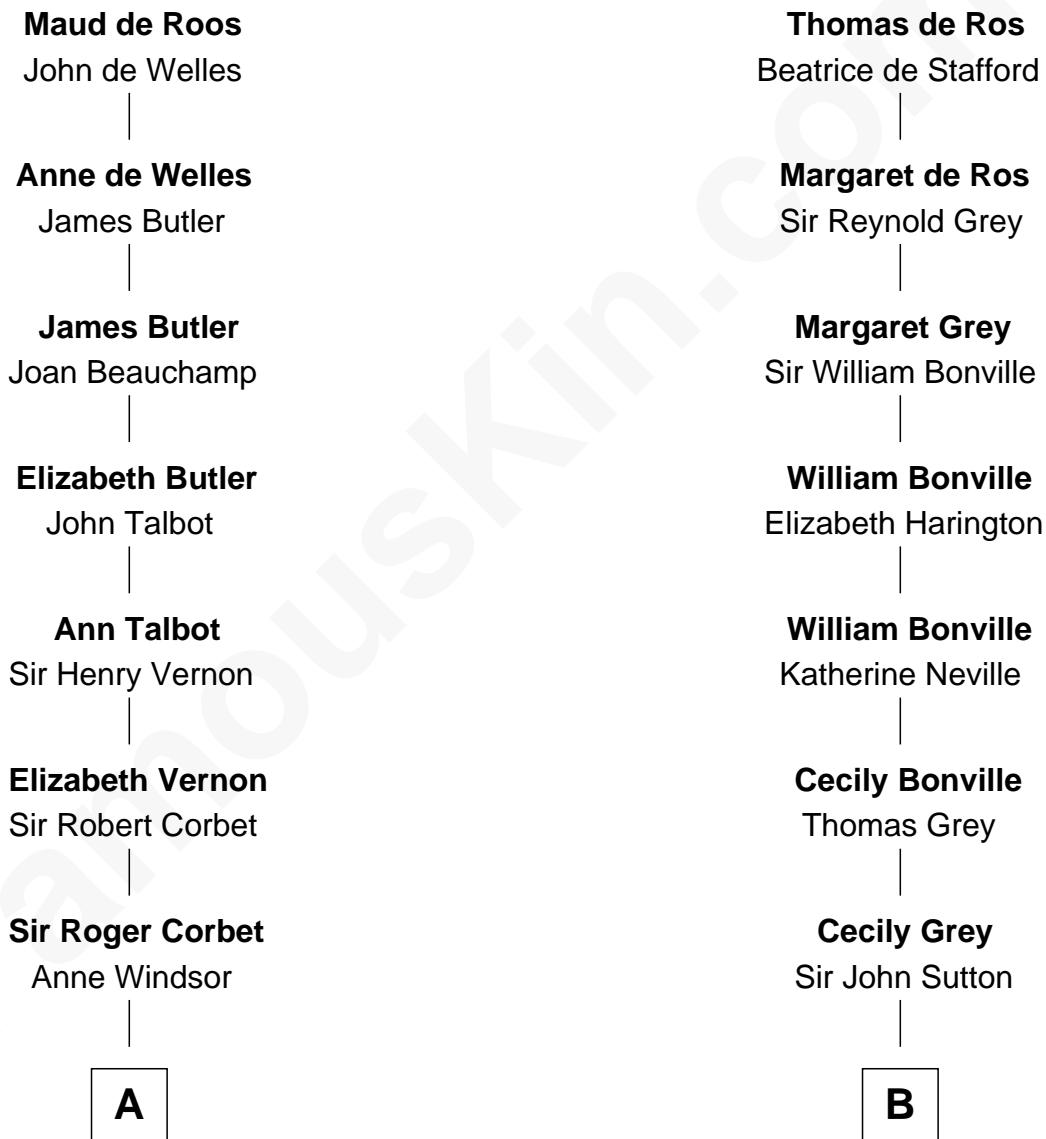 Maud de Roos
John de Welles
Anne de Welles
James Butler
James Butler
Joan Beauchamp
Elizabeth Butler
John Talbot
Ann Talbot
Sir Henry Vernon
Elizabeth Vernon
Sir Robert Corbet
Sir Roger Corbet
Anne Windsor
A
Thomas de Ros
Beatrice de Stafford
Margaret de Ros
Sir Reynold Grey
Margaret Grey
Sir William Bonville
William Bonville
Elizabeth Harington
William Bonville
Katherine Neville
Cecily Bonville
Thomas Grey
Cecily Grey
Sir John Sutton
B
amouskin.com